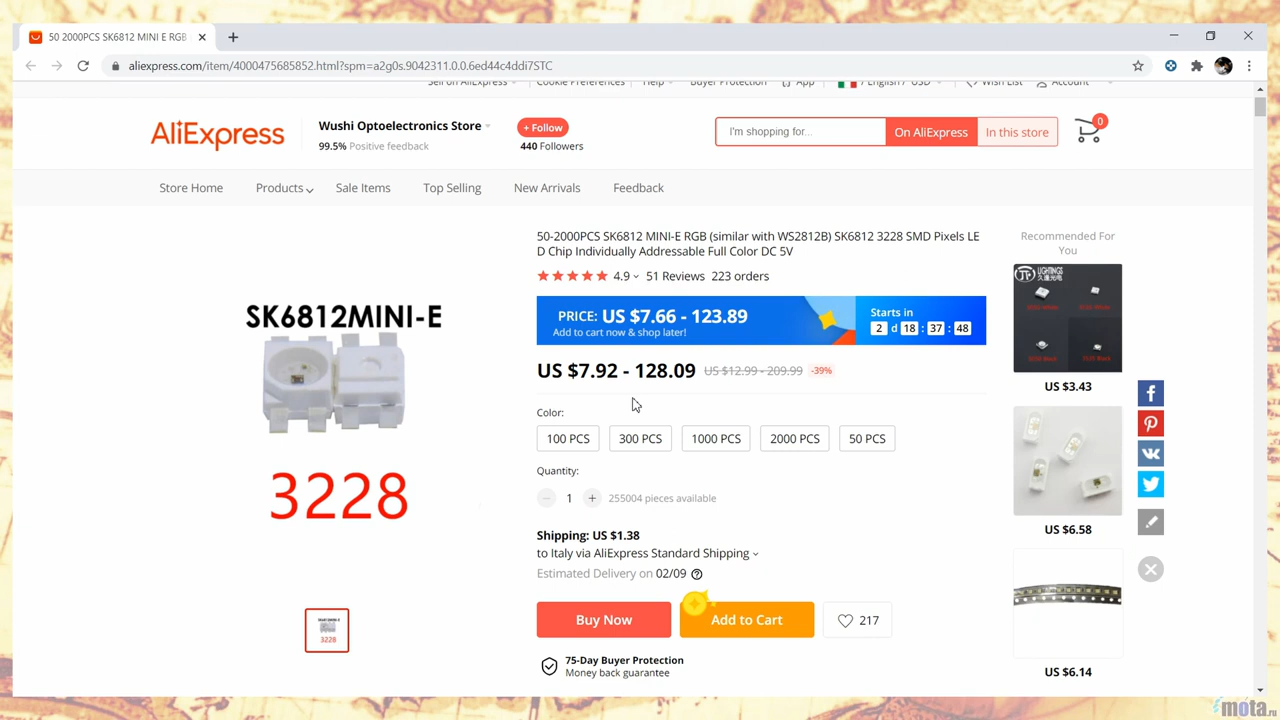 50 2000PCS SK6812 MINI E RGB
aliexpress.com/item/4000475685852.html?spm=a2g0s.9042311.0.0.6ed44c4ddi7STC
Sell on AliExpress Cookie Preferences Help Buyer Protection App / English / USD Wish List Account
AliExpress
Wushi Optoelectronics Store
99.5% Positive feedback
+ Follow
440 Followers
I'm shopping for...
On AliExpress
In this store
0
Store Home Products Sale Items Top Selling New Arrivals Feedback
SK6812MINI-E
3228
SK6812MINI-E
3228
50-2000PCS SK6812 MINI-E RGB (similar with WS2812B) SK6812 3228 SMD Pixels LE
D Chip Individually Addressable Full Color DC 5V
4.9 51 Reviews 223 orders
PRICE: US $7.66 - 123.89
Add to cart now & shop later!
Starts in
2 d 18 : 37 : 48
US $7.92 - 128.09 US $12.99 - 209.99 -39%
Color:
100 PCS 300 PCS 1000 PCS 2000 PCS 50 PCS
Quantity:
1 255004 pieces available
Shipping: US $1.38
to Italy via AliExpress Standard Shipping
Estimated Delivery on 02/09
Buy Now
Add to Cart
217
75-Day Buyer Protection
Money back guarantee
Recommended For
You
LIGHTINGS
US $3.43
US $6.58
US $6.14
mota.ru